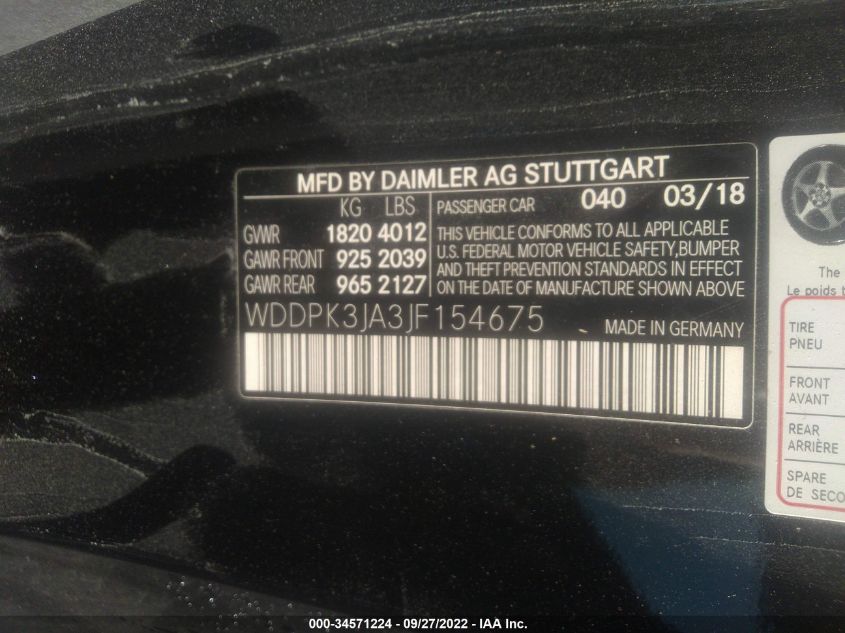 MFD BY DAIMLER AG STUTTGART
KG LBS
GVWR 1820 4012
GAWR FRONT 925 2039
GAWR REAR 965 2127
PASSENGER CAR 040 03/18
THIS VEHICLE CONFORMS TO ALL APPLICABLE
U.S. FEDERAL MOTOR VEHICLE SAFETY,BUMPER
AND THEFT PREVENTION STANDARDS IN EFFECT
ON THE DATE OF MANUFACTURE SHOWN ABOVE
WDDPK3JA3JF154675 MADE IN GERMANY
The
Le poids t
TIRE
PNEU
FRONT
AVANT
REAR
ARRIÈRE
SPARE
DE SECO
000-34571224 - 09/27/2022 - IAA Inc.